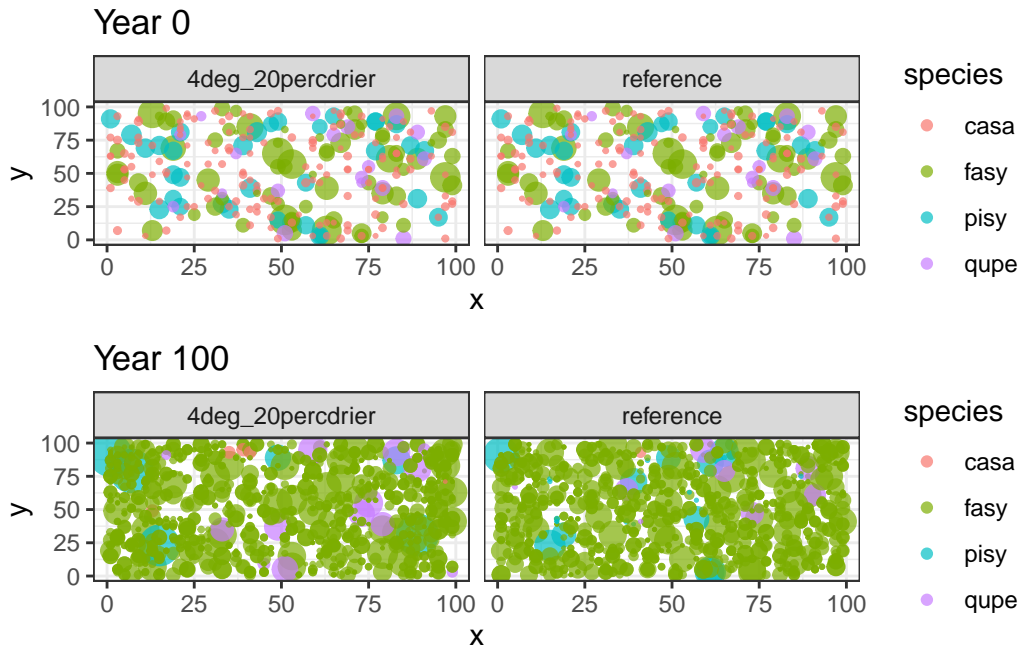 Year 0
4deg_20percdrier reference
100
75
50
25
0
y
0 25 50 75 100 0 25 50 75 100
x
species
casa
fasy
pisy
qupe
Year 100
4deg_20percdrier reference
100
75
50
25
0
y
0 25 50 75 100 0 25 50 75 100
x
species
casa
fasy
pisy
qupe